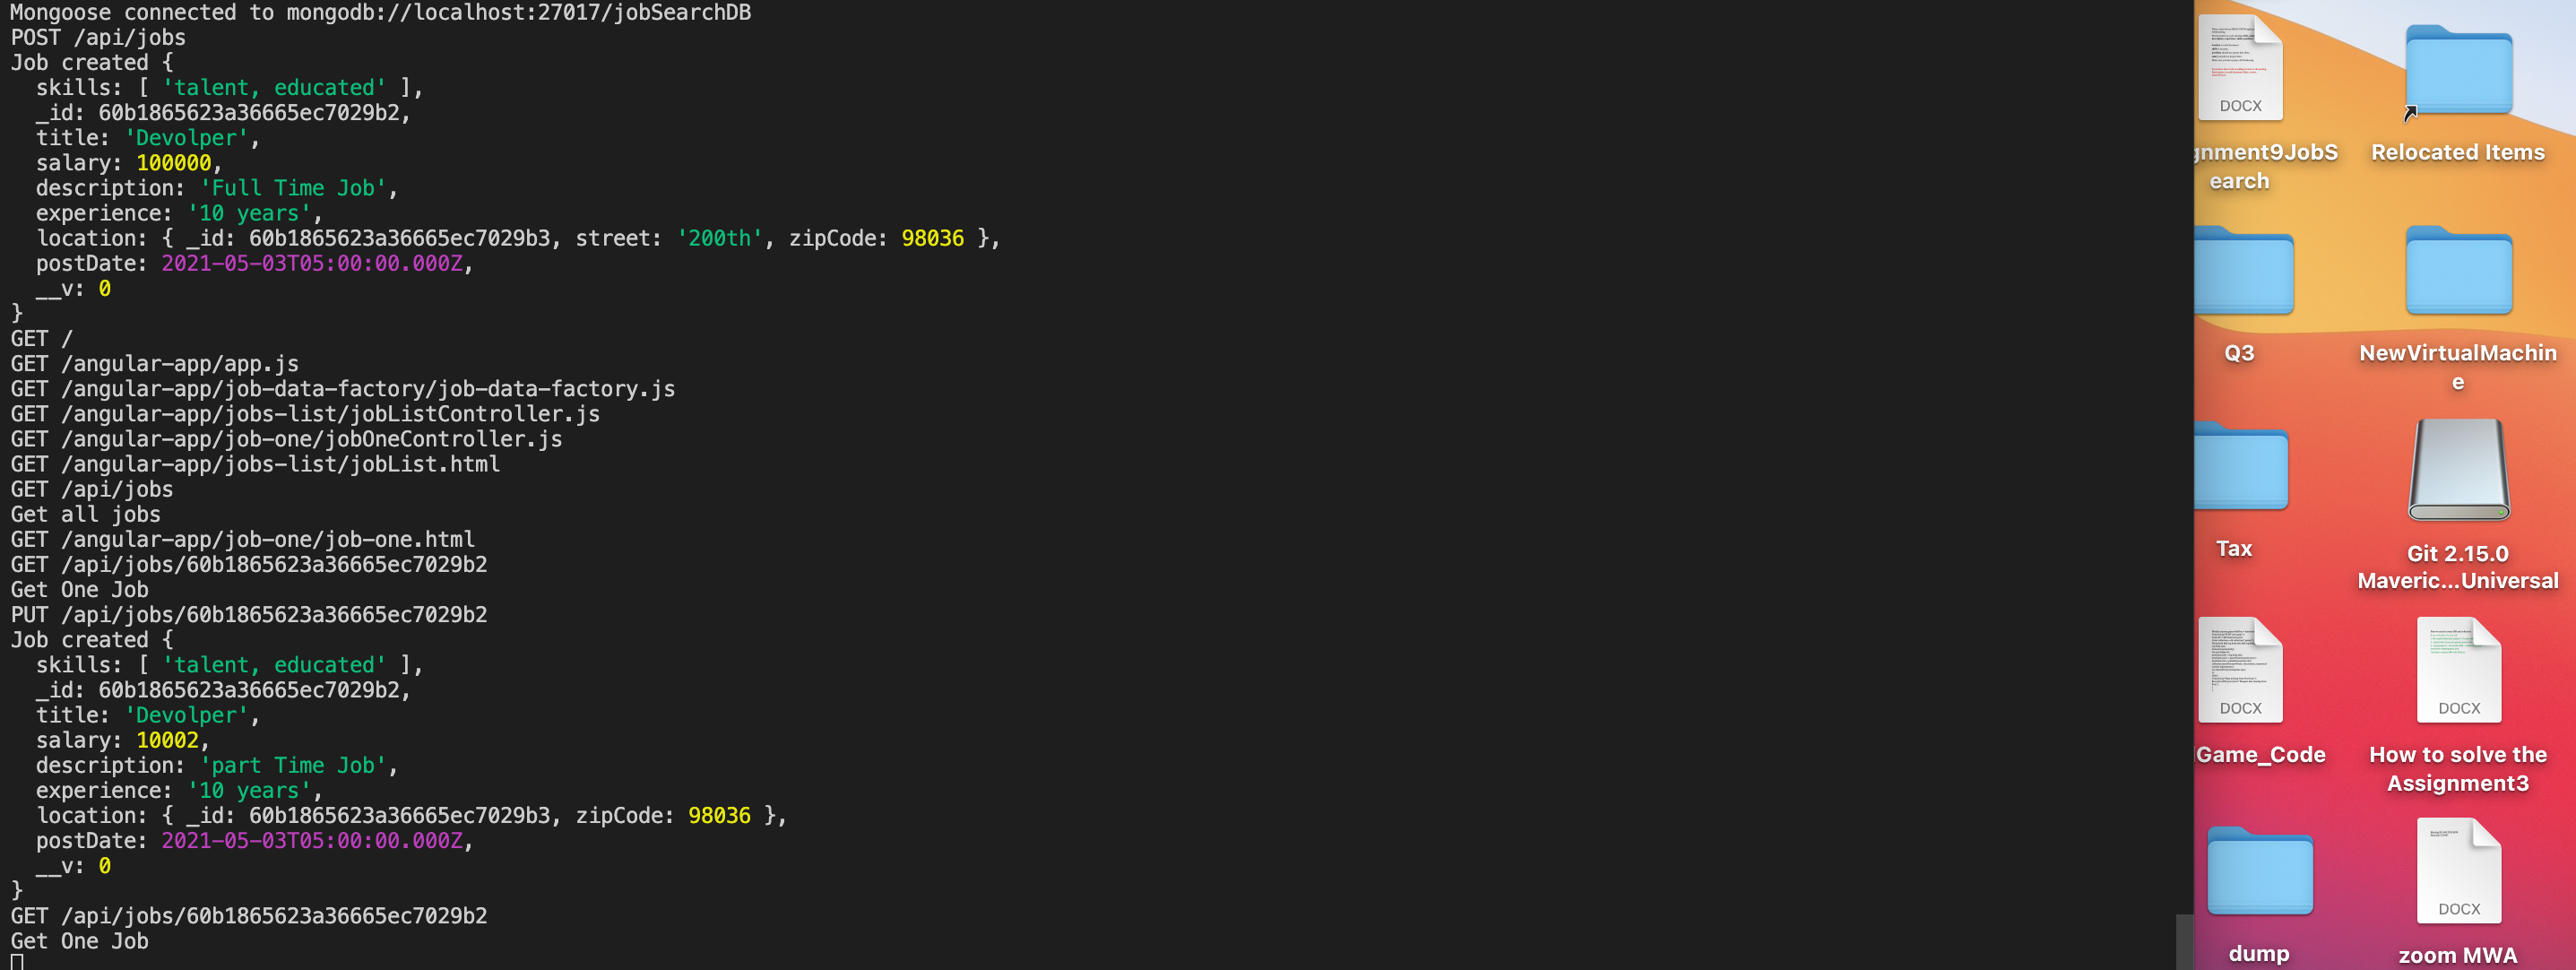 Mongoose connected to mongodb://localhost:27017/jobSearchDB
POST /api/jobs
Job created {
  skills: [ 'talent, educated' ],
  _id: 60b1865623a36665ec7029b2,
  title: 'Devolper',
  salary: 100000,
  description: 'Full Time Job',
  experience: '10 years',
  location: { _id: 60b1865623a36665ec7029b3, street: '200th', zipCode: 98036 },
  postDate: 2021-05-03T05:00:00.000Z,
  __v: 0
}
GET /
GET /angular-app/app.js
GET /angular-app/job-data-factory/job-data-factory.js
GET /angular-app/jobs-list/jobListController.js
GET /angular-app/job-one/jobOneController.js
GET /angular-app/jobs-list/jobList.html
GET /api/jobs
Get all jobs
GET /angular-app/job-one/job-one.html
GET /api/jobs/60b1865623a36665ec7029b2
Get One Job
PUT /api/jobs/60b1865623a36665ec7029b2
Job created {
  skills: [ 'talent, educated' ],
  _id: 60b1865623a36665ec7029b2,
  title: 'Devolper',
  salary: 10002,
  description: 'part Time Job',
  experience: '10 years',
  location: { _id: 60b1865623a36665ec7029b3, zipCode: 98036 },
  postDate: 2021-05-03T05:00:00.000Z,
  __v: 0
}
GET /api/jobs/60b1865623a36665ec7029b2
Get One Job
DOCX
gnment9JobS
earch
Relocated Items
Q3
NewVirtualMachin
e
Tax
Git 2.15.0
Maveric...Universal
DOCX
Game_Code
DOCX
How to solve the
Assignment3
dump
DOCX
zoom MWA